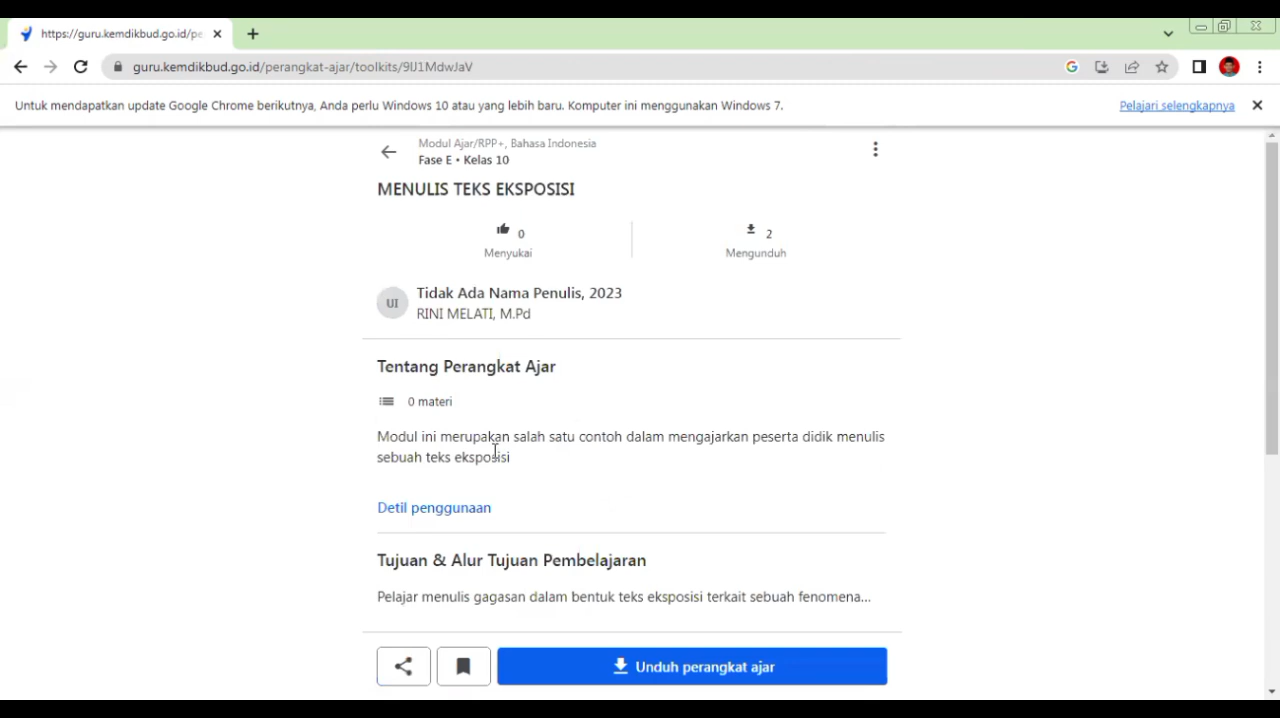 https://guru.kemdikbud.go.id/pe
guru.kemdikbud.go.id/perangkat-ajar/toolkits/9lJ1MdwJaV
Untuk mendapatkan update Google Chrome berikutnya, Anda perlu Windows 10 atau yang lebih baru. Komputer ini menggunakan Windows 7.
Pelajari selengkapnya
Modul Ajar/RPP+, Bahasa Indonesia
Fase E • Kelas 10
MENULIS TEKS EKSPOSISI
0
Menyukai
2
Mengunduh
UI
Tidak Ada Nama Penulis, 2023
RINI MELATI, M.Pd
Tentang Perangkat Ajar
0 materi
Modul ini merupakan salah satu contoh dalam mengajarkan peserta didik menulis
sebuah teks eksposisi
Detil penggunaan
Tujuan & Alur Tujuan Pembelajaran
Pelajar menulis gagasan dalam bentuk teks eksposisi terkait sebuah fenomena...
Unduh perangkat ajar